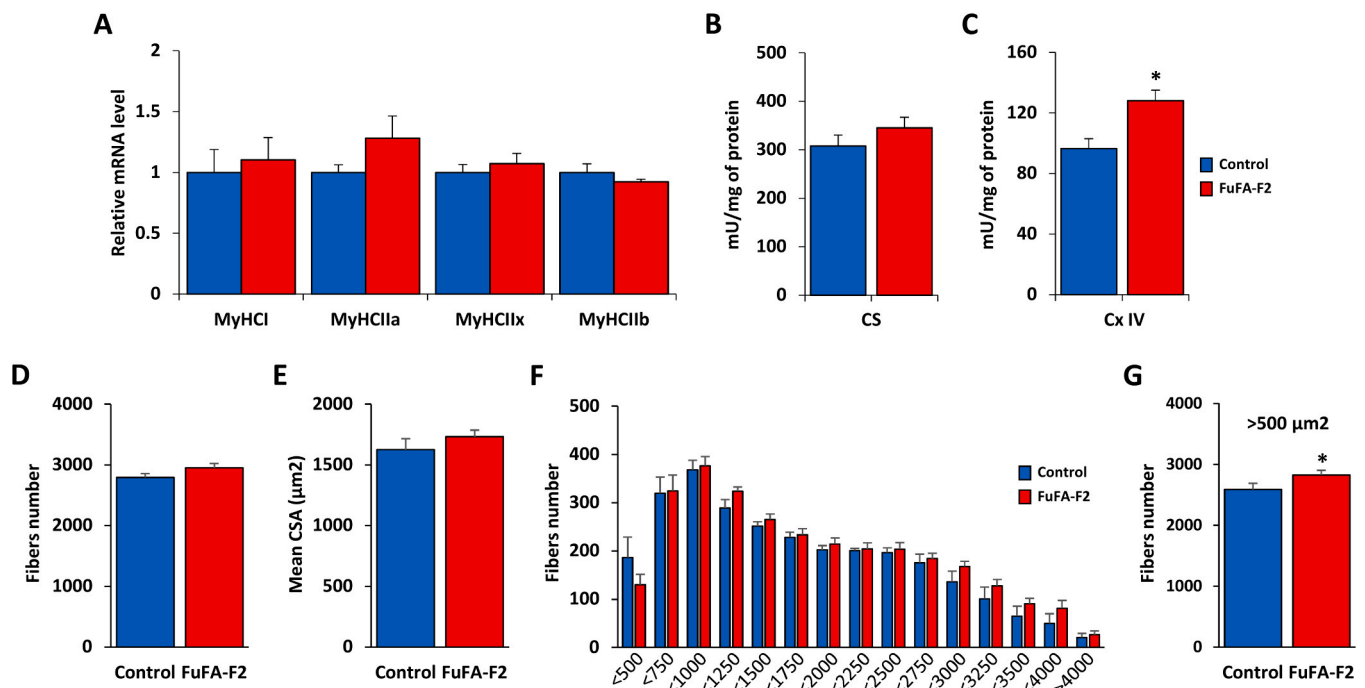 A
Relative mRNA level
2
1.5
1
0.5
0
MyHCI MyHCIIa MyHCIIx MyHCIIb
B
mU/mg of protein
500
400
300
300
100
0
CS
C
mU/mg of protein
160
120
80
40
0
*
Cx IV
Control
FuFA-F2
D
Fibers number
4000
3000
2000
1000
0
Control FuFA-F2
E
Mean CSA (µm2)
2000
1500
1000
500
0
Control FuFA-F2
F
Fibers number
500
400
300
200
100
0
<500
<750
<1000
<1250
<1500
<1750
<2000
<2250
<2500
<2750
<3000
<3250
<3500
<4000
>4000
Control
FuFA-F2
G
Fibers number
4000
3000
2000
1000
0
>500 µm2
*
Control FuFA-F2